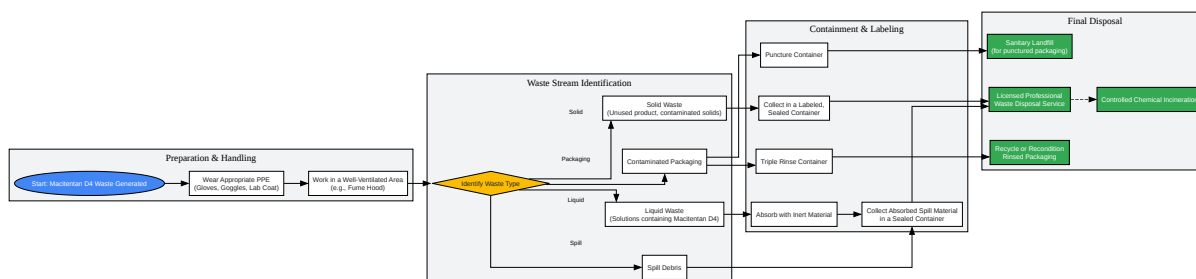 Preparation & Handling
Start: Macitentan D4 Waste Generated
Wear Appropriate PPE
(Gloves, Goggles, Lab Coat)
Work in a Well-Ventilated Area
(e.g., Fume Hood)
Waste Stream Identification
Identify Waste Type
Solid
Packaging
Liquid
Spill
Solid Waste
(Unused product, contaminated solids)
Contaminated Packaging
Liquid Waste
(Solutions containing Macitentan D4)
Spill Debris
Containment & Labeling
Puncture Container
Collect in a Labeled,
Sealed Container
Triple Rinse Container
Absorb with Inert Material
Collect Absorbed Spill Material
in a Sealed Container
Final Disposal
Sanitary Landfill
(for punctured packaging)
Licensed Professional
Waste Disposal Service
Controlled Chemical Incineration
Recycle or Recondition
Rinsed Packaging